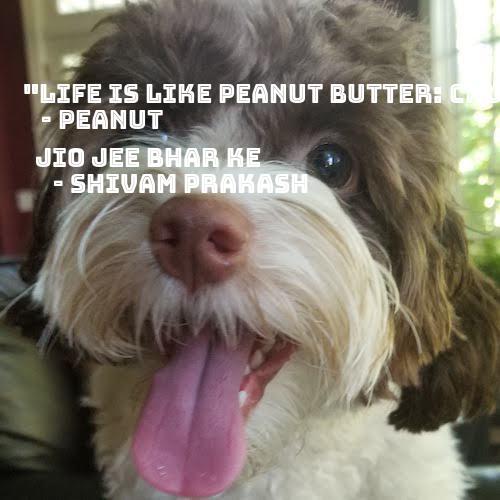 "LIFE IS LIKE PEANUT BUTTER:
- PEANUT
JIO JEE BHAR KE
- SHIVAM PRAKASH